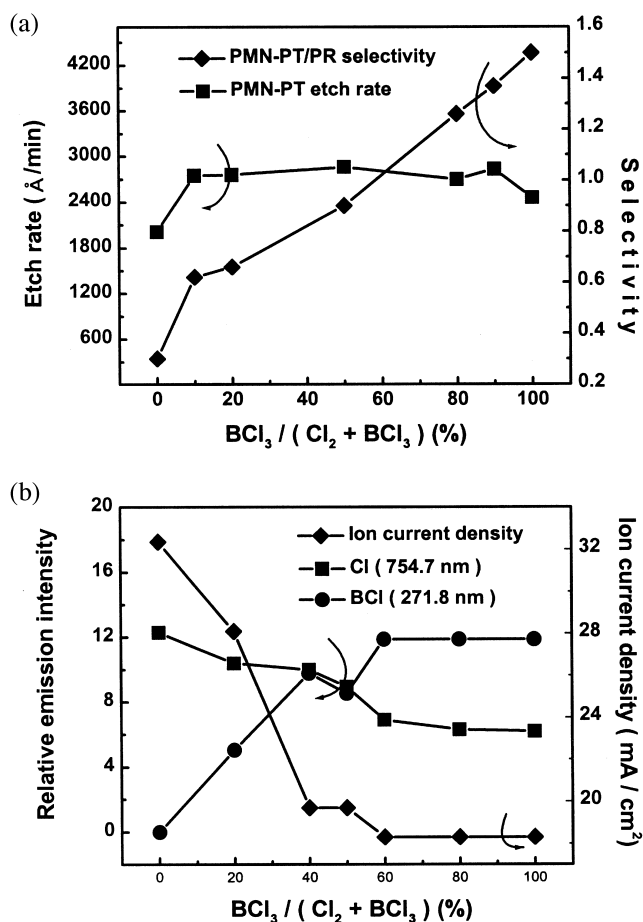 (a)
PMN-PT/PR selectivity
PMN-PT etch rate
Etch rate ( Å/min)
4200
3600
3000
2400
1800
1200
600
1.6
1.4
1.2
1.0
0.8
0.6
0.4
0.2
Selectivity
0 20 40 60 80 100
BCl₃ / ( Cl₂ + BCl₃ ) (%)
(b)
Ion current density
Cl ( 754.7 nm )
BCl ( 271.8 nm )
Relative emission intensity
20
16
12
8
4
0
32
28
24
20
Ion current density ( mA / cm²)
0 20 40 60 80 100
BCl₃ / ( Cl₂ + BCl₃ ) (%)